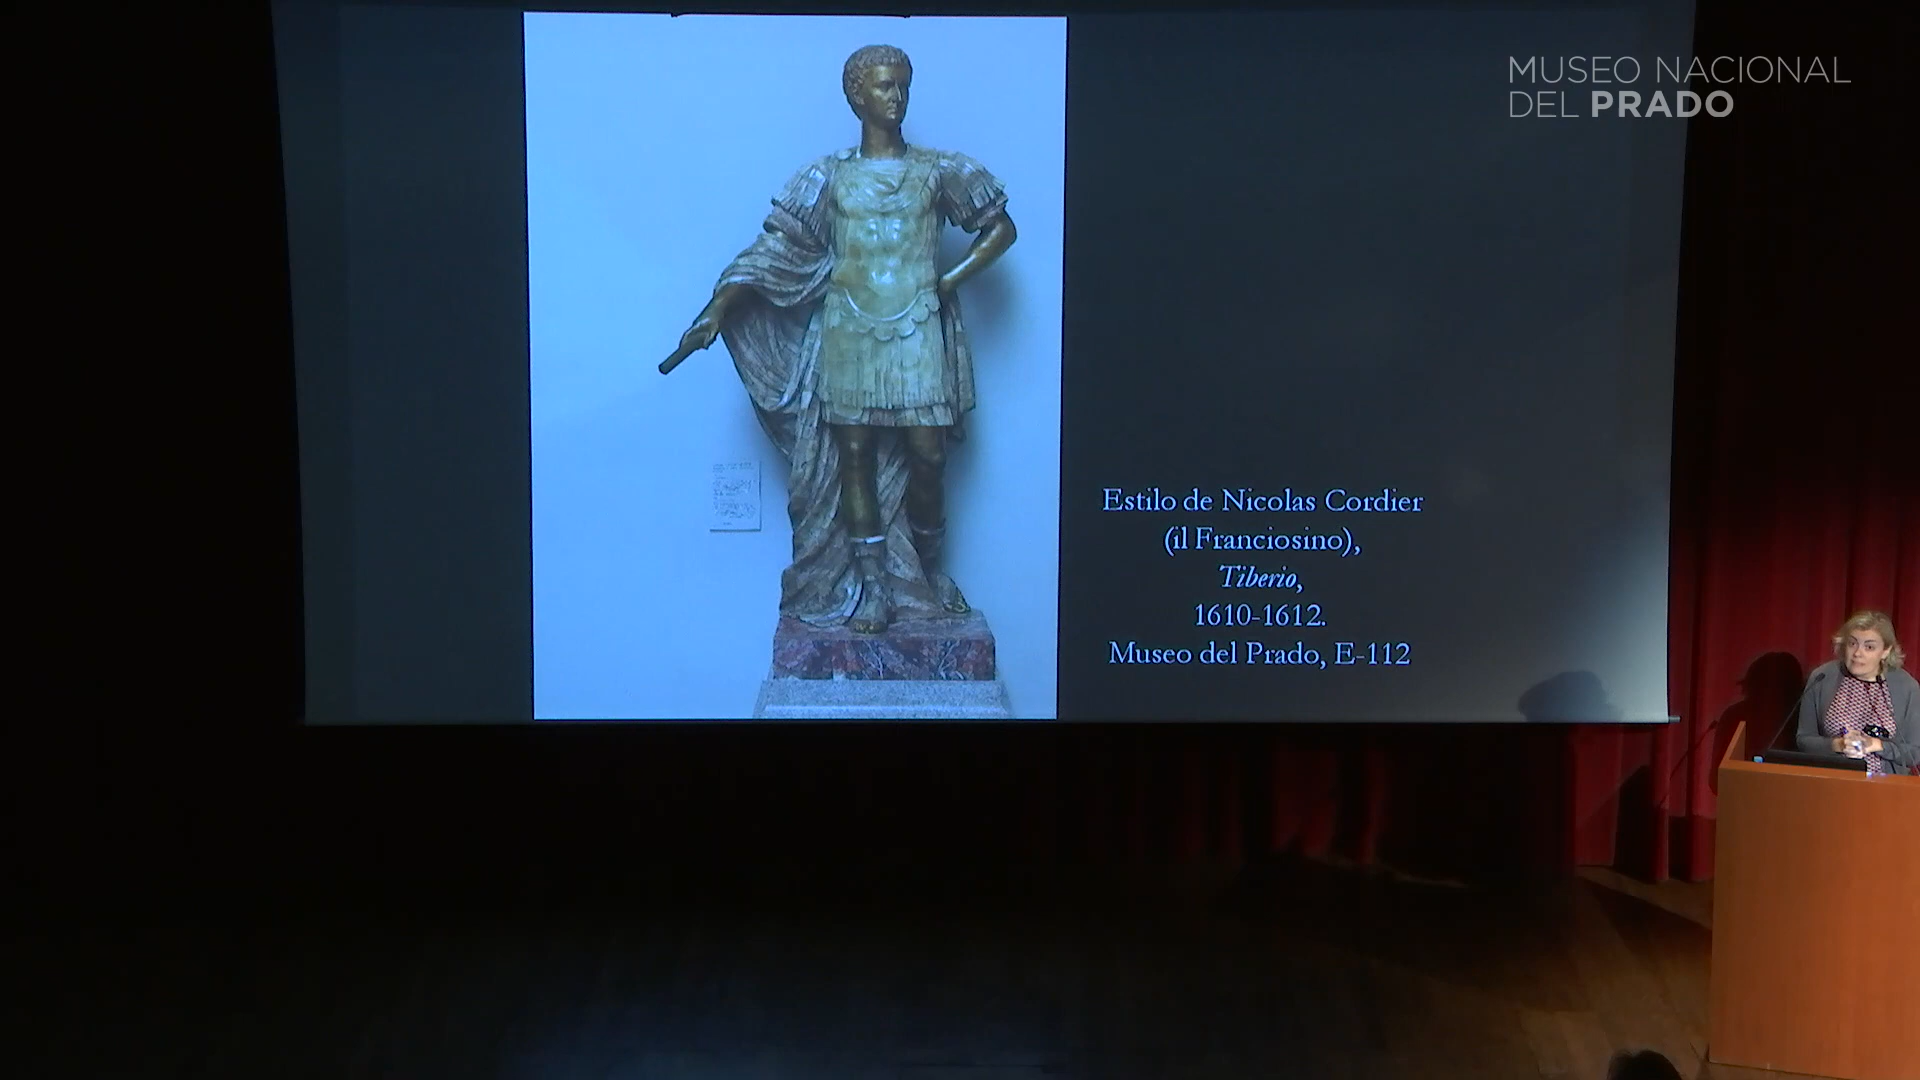 MUSEO NACIONAL
DEL PRADO
Estilo de Nicolas Cordier
(il Franciosino),
Tiberio,
1610-1612.
Museo del Prado, E-112